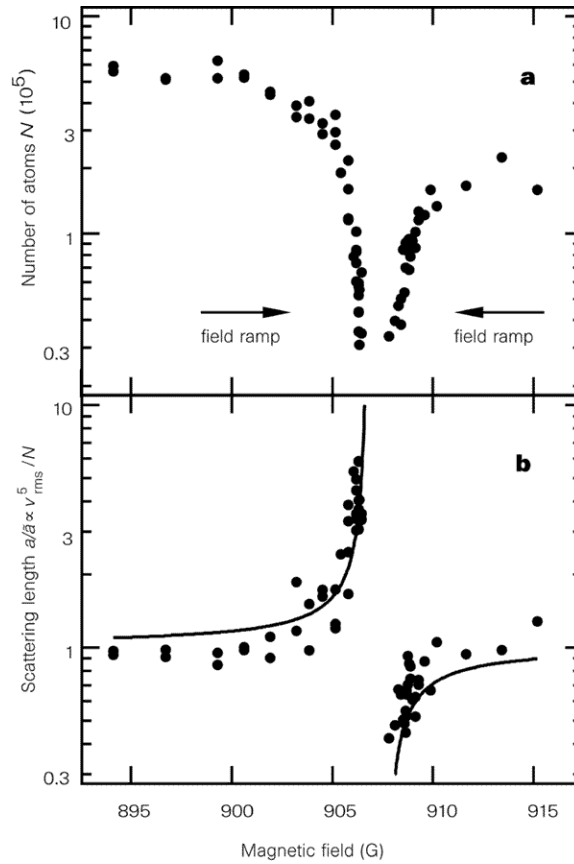 10
a
Number of atoms N (10⁵)
3
1
field ramp
field ramp
0.3
10
b
Scattering length a/ã ∝ v⁵rms / N
3
1
0.3
895 900 905 910 915
Magnetic field (G)